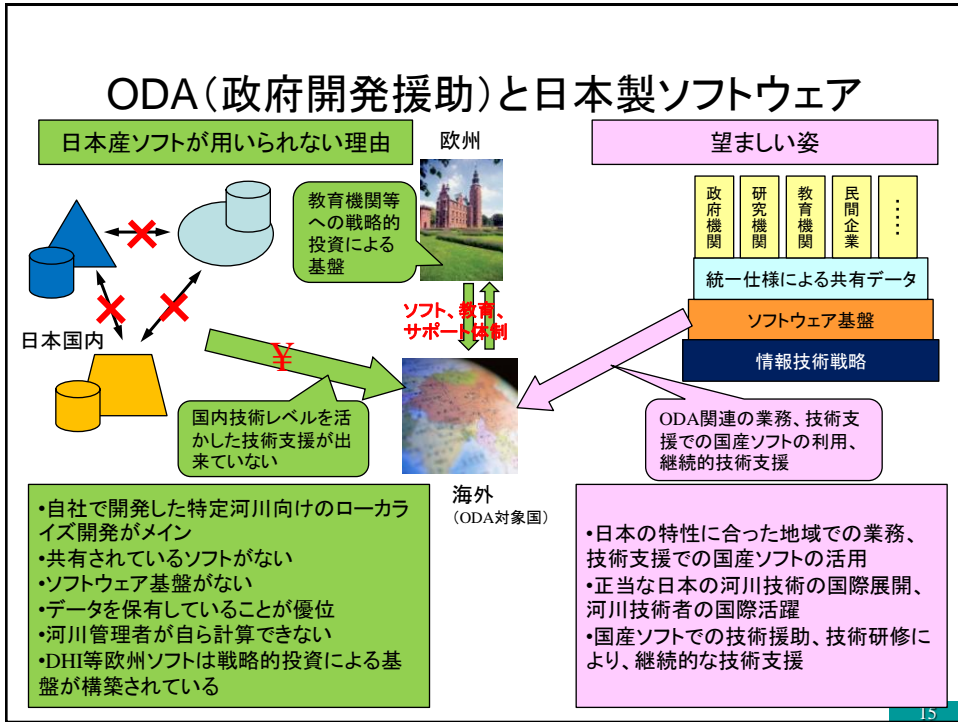 ODA(政府開発援助)と日本製ソフトウェア
日本産ソフトが用いられない理由
欧州
教育機関等
への戦略的
投資による
基盤
ソフト、教育、
サポート体制
日本国内
¥
国内技術レベルを活
かした技術支援が出
来ていない
海外
(ODA対象国)
•自社で開発した特定河川向けのローカラ
イズ開発がメイン
•共有されているソフトがない
•ソフトウェア基盤がない
•データを保有していることが優位
•河川管理者が自ら計算できない
•DHI等欧州ソフトは戦略的投資による基
盤が構築されている
望ましい姿
政府機関
研究機関
教育機関
民間企業
……
統一仕様による共有データ
ソフトウェア基盤
情報技術戦略
ODA関連の業務、技術支
援での国産ソフトの利用、
継続的技術支援
•日本の特性に合った地域での業務、
技術支援での国産ソフトの活用
•正当な日本の河川技術の国際展開、
河川技術者の国際活躍
•国産ソフトでの技術援助、技術研修に
より、継続的な技術支援
15